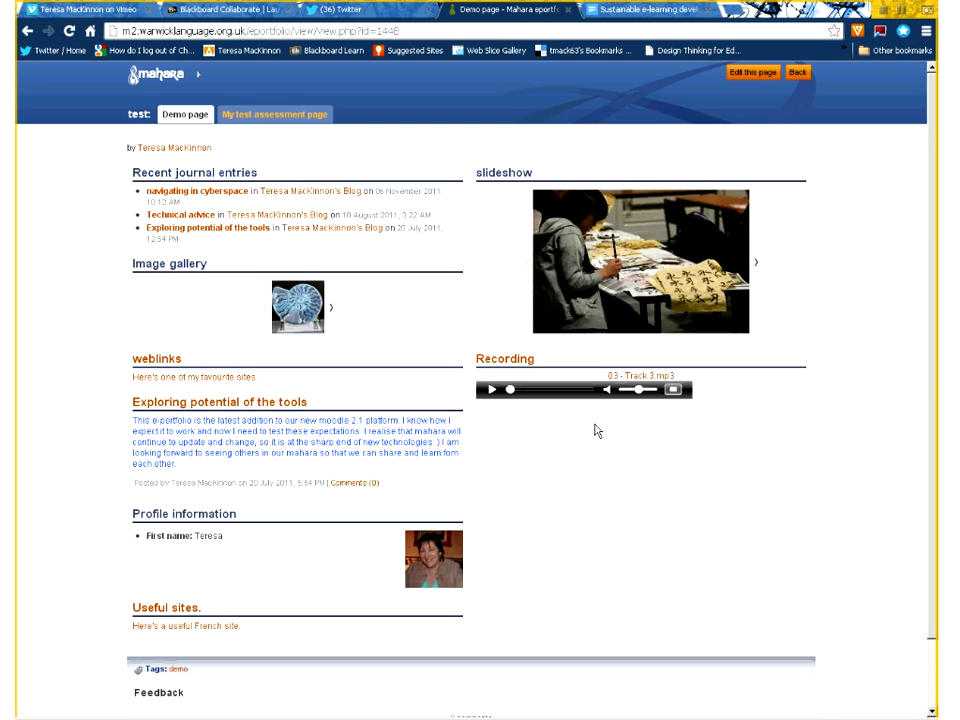 Teresa MacKinnon on Vimeo
Blackboard Collaborate | Lau
(36) Twitter
Demo page - Mahara eportf
Sustainable e-learning devel
m2.warwicklanguage.org.uk/eportfolio/view/view.php?id=1448
Twitter / Home
How do I log out of Ch...
Teresa MacKinnon
Blackboard Learn
Suggested Sites
Web Slice Gallery
tmack63's Bookmarks ...
Design Thinking for Ed...
Other bookmarks
mahara
Edit this page
Back
test:
Demo page
My test assessment page
by Teresa MacKinnon
Recent journal entries
navigating in cyberspace in Teresa MacKinnon's Blog on 06 November 2011,
10:12 AM
Technical advice in Teresa MacKinnon's Blog on 10 August 2011, 3:22 AM
Exploring potential of the tools in Teresa MacKinnon's Blog on 20 July 2011,
12:54 PM
Image gallery
weblinks
Here's one of my favourite sites.
Exploring potential of the tools
This e-portfolio is the latest addition to our new moodle 2.1 platform. I know how I
expect it to work and now I need to test these expectations. I realise that mahara will
continue to update and change, so it is at the sharp end of new technologies :) I am
looking forward to seeing others in our mahara so that we can share and learn fom
each other.
Posted by Teresa MacKinnon on 20 July 2011, 5:54 PM | Comments (0)
Profile information
First name: Teresa
Useful sites.
Here's a useful French site.
slideshow
Recording
03 - Track 3.mp3
Tags: demo
Feedback